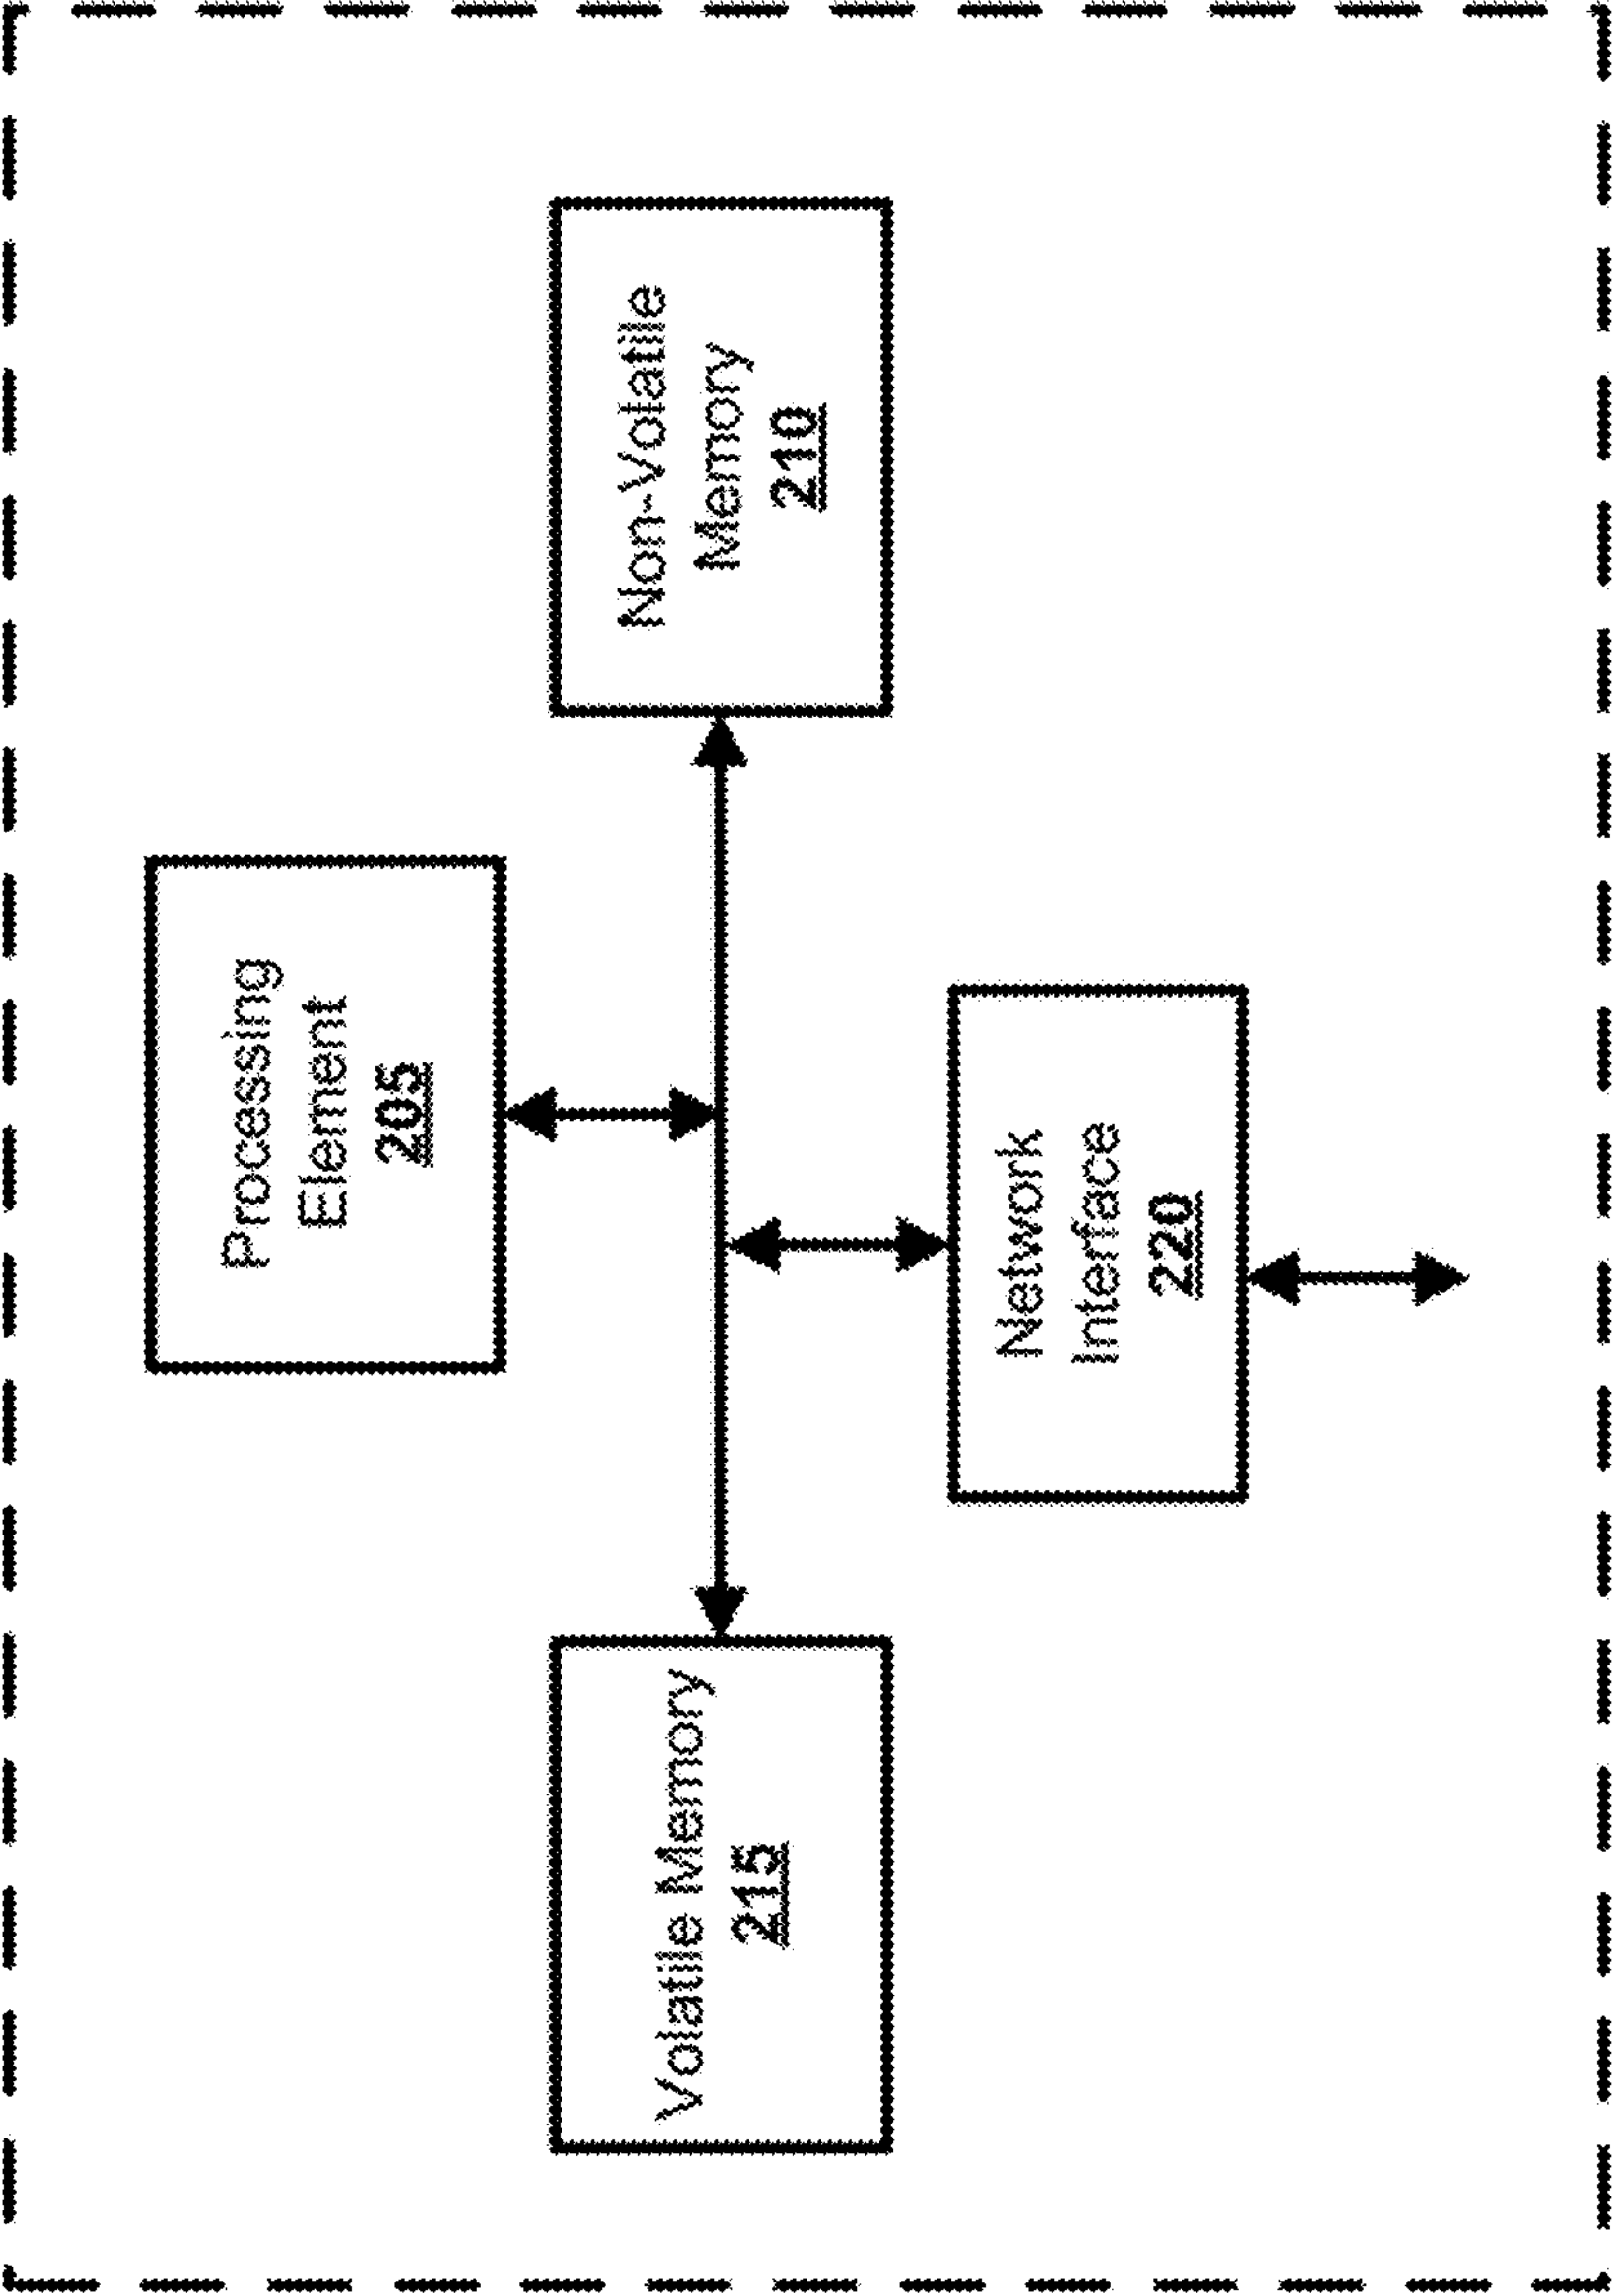 Processing
Element
205
Volatile Memory
215
Non-Volatile
Memory
210
Network
Interface
220